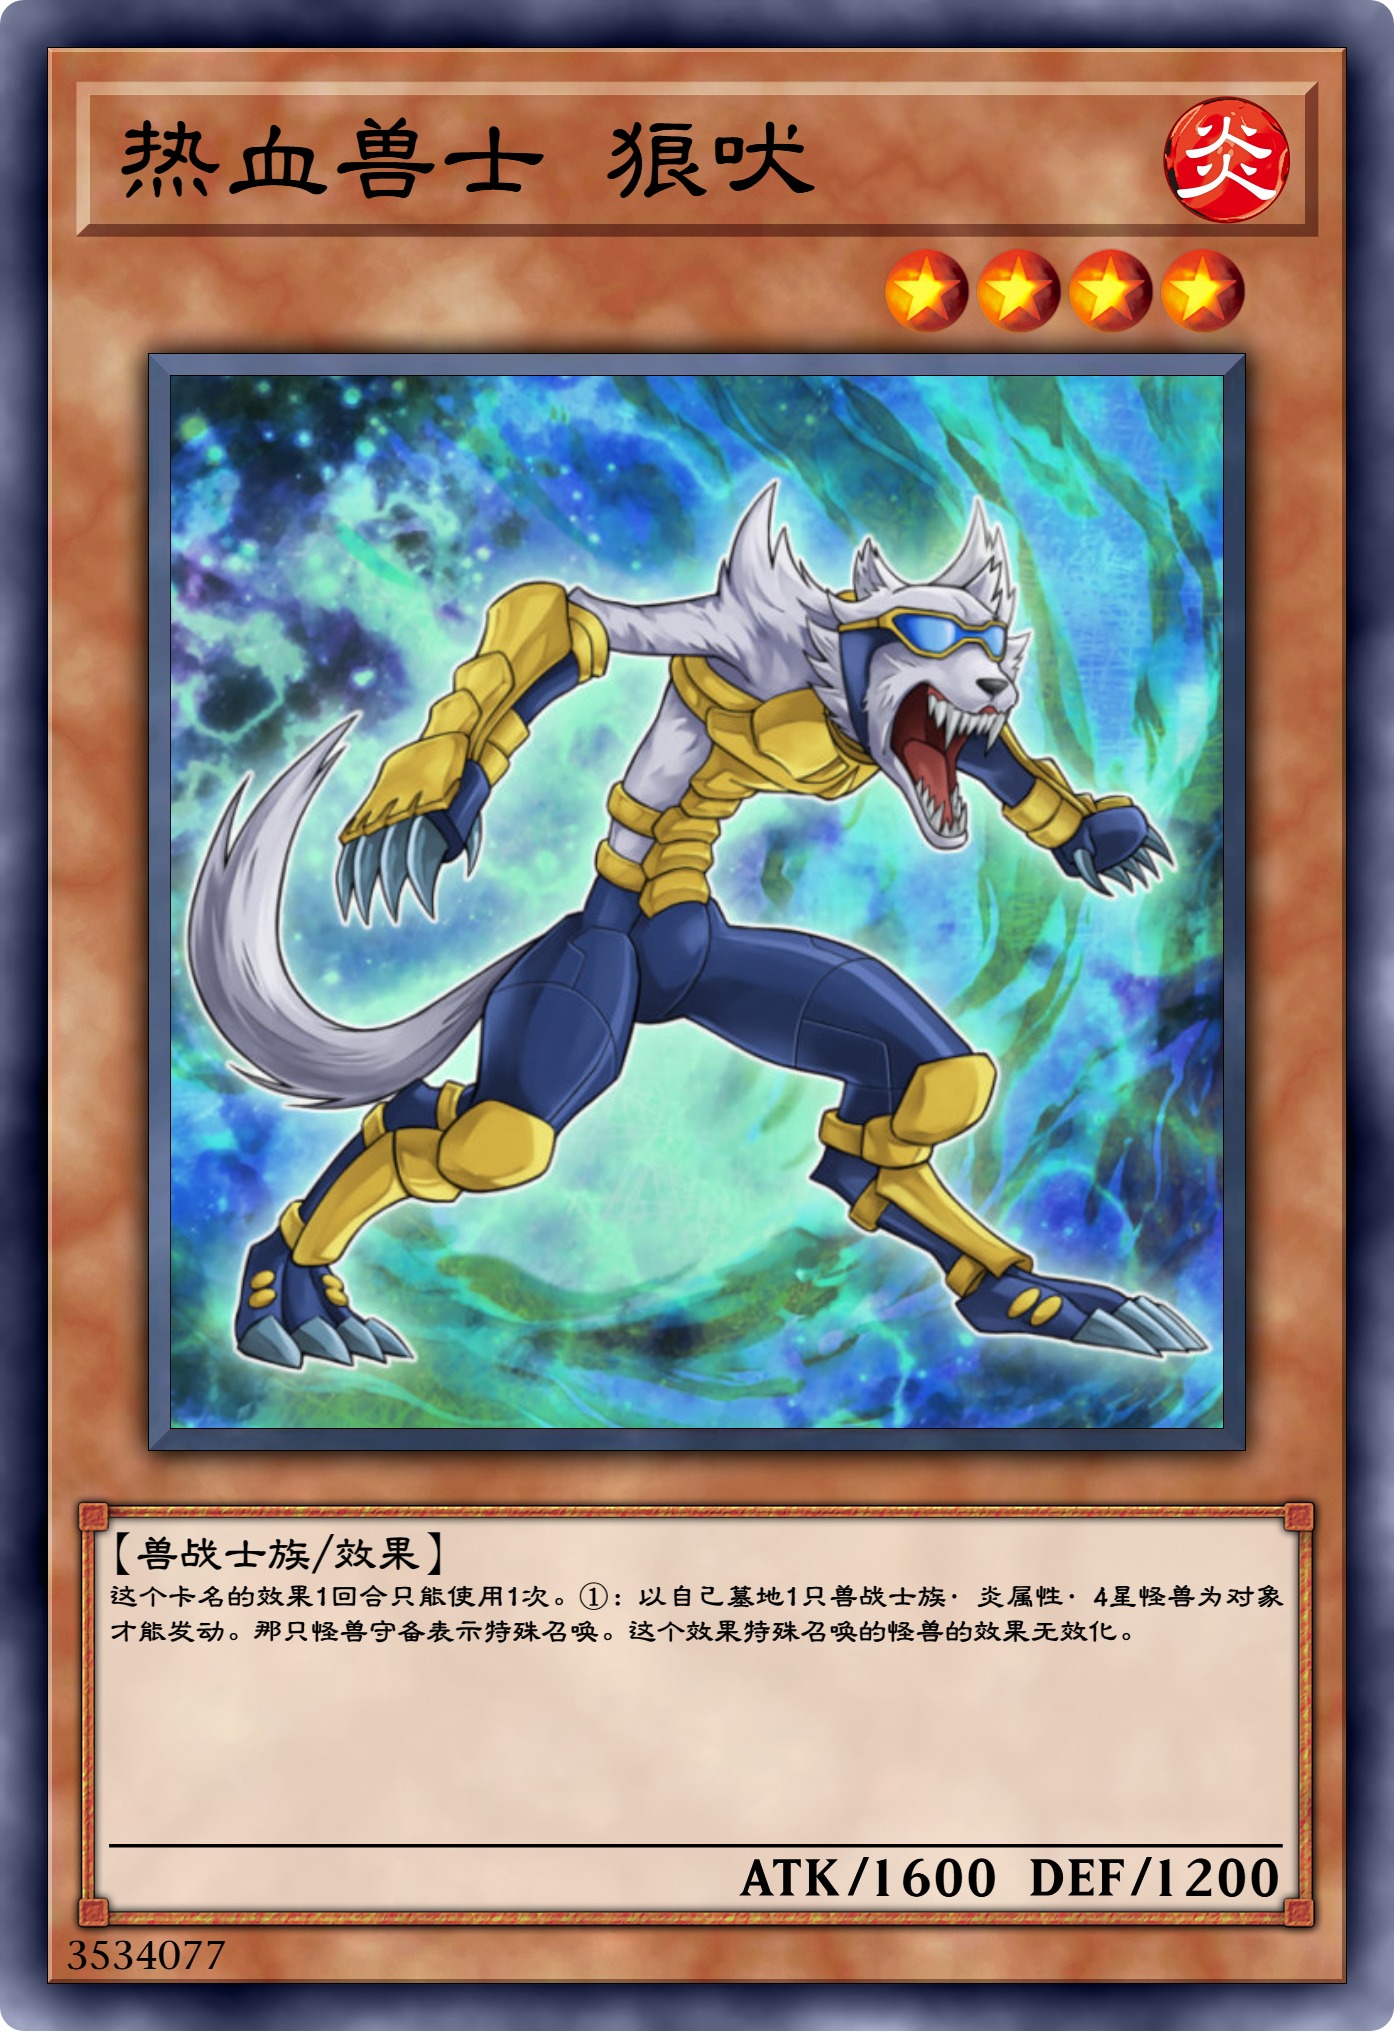 热血兽士 狼吠
炎
【兽战士族/效果】
这个卡名的效果1回合只能使用1次。①：以自己墓地1只兽战士族·炎属性·4星怪兽为对象
才能发动。那只怪兽守备表示特殊召唤。这个效果特殊召唤的怪兽的效果无效化。
ATK/1600 DEF/1200
3534077